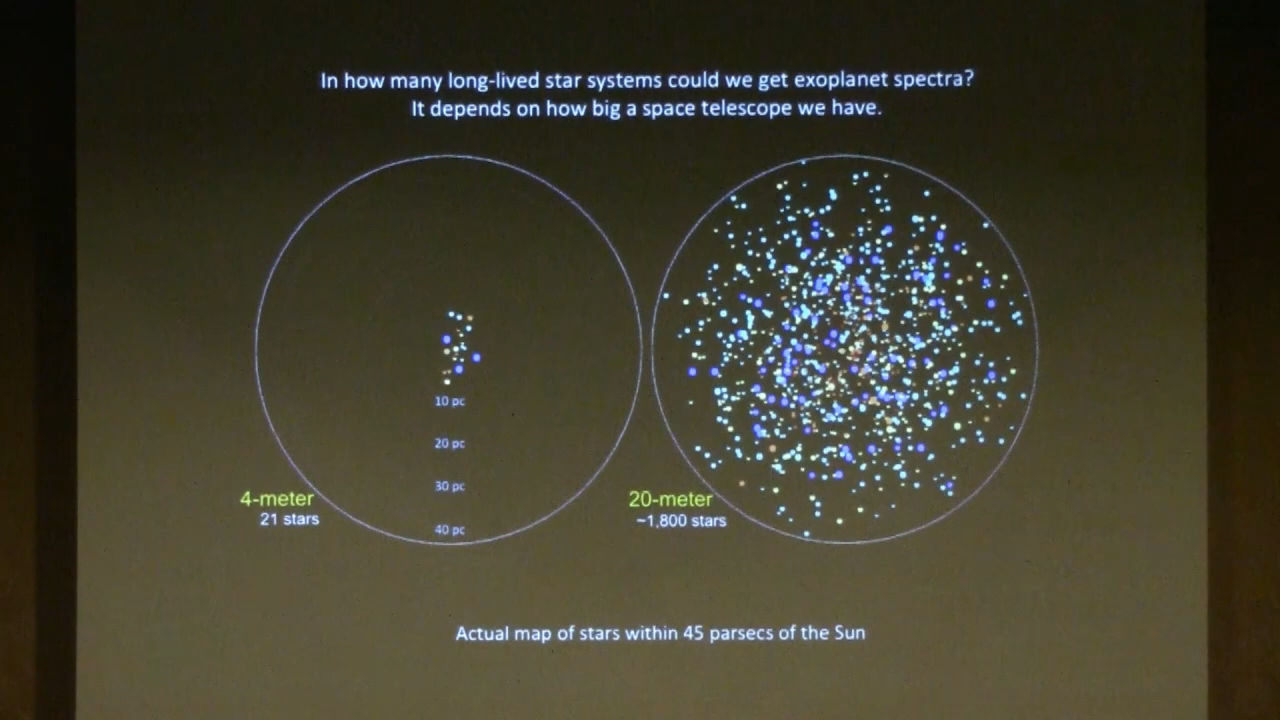 In how many long-lived star systems could we get exoplanet spectra?
It depends on how big a space telescope we have.
10 pc
20 pc
30 pc
40 pc
4-meter
21 stars
20-meter
~1,800 stars
Actual map of stars within 45 parsecs of the Sun